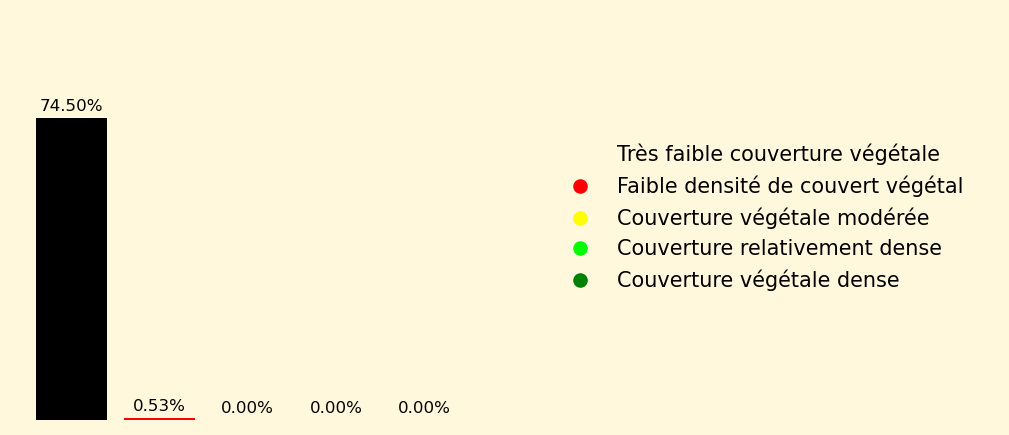 74.50%
0.53%
0.00%
0.00%
0.00%
Très faible couverture végétale
Faible densité de couvert végétal
Couverture végétale modérée
Couverture relativement dense
Couverture végétale dense